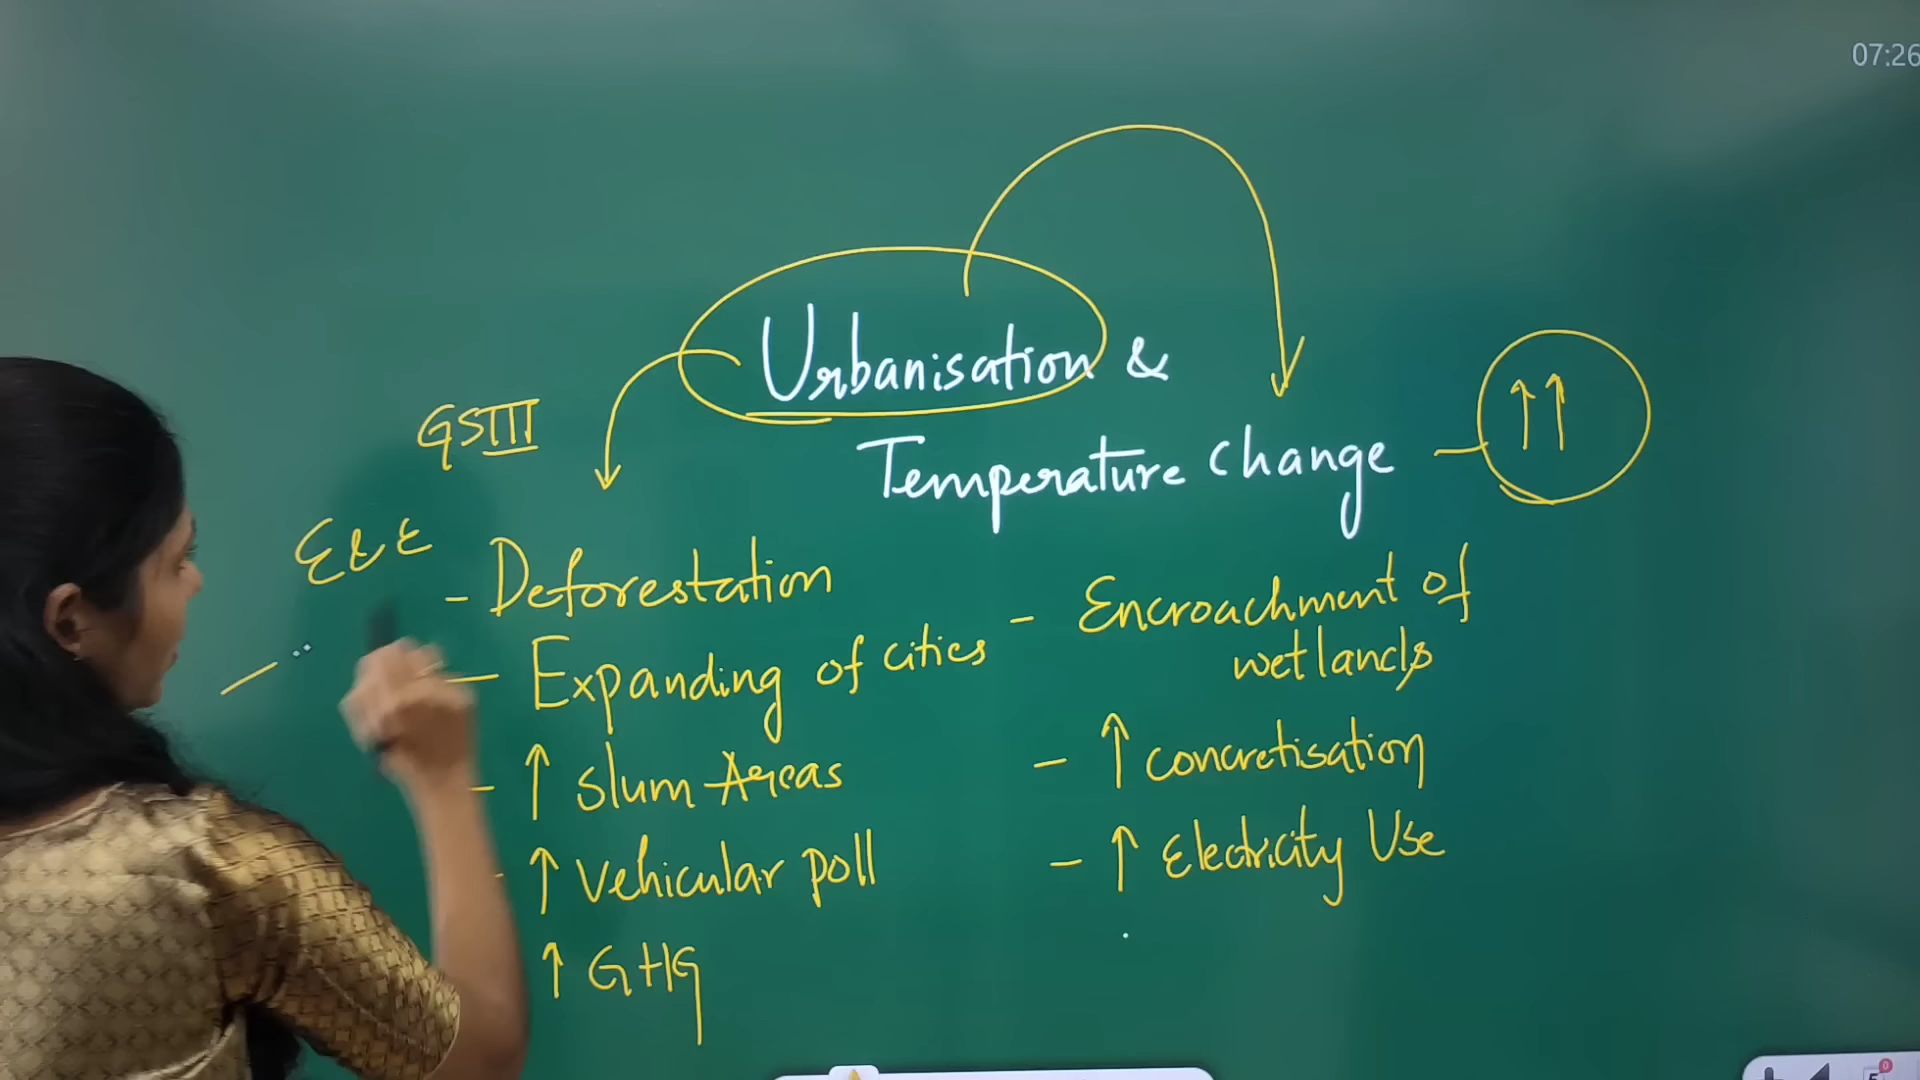 07:26
Urbanisation &
Temperature change
↑↑
GSIII
E & E
- Deforestation
- Expanding of cities
- ↑ Slum Areas
- ↑ Vehicular poll
↑ GHG
- Encroachment of
wetlands
- ↑ concretisation
- ↑ Electricity Use